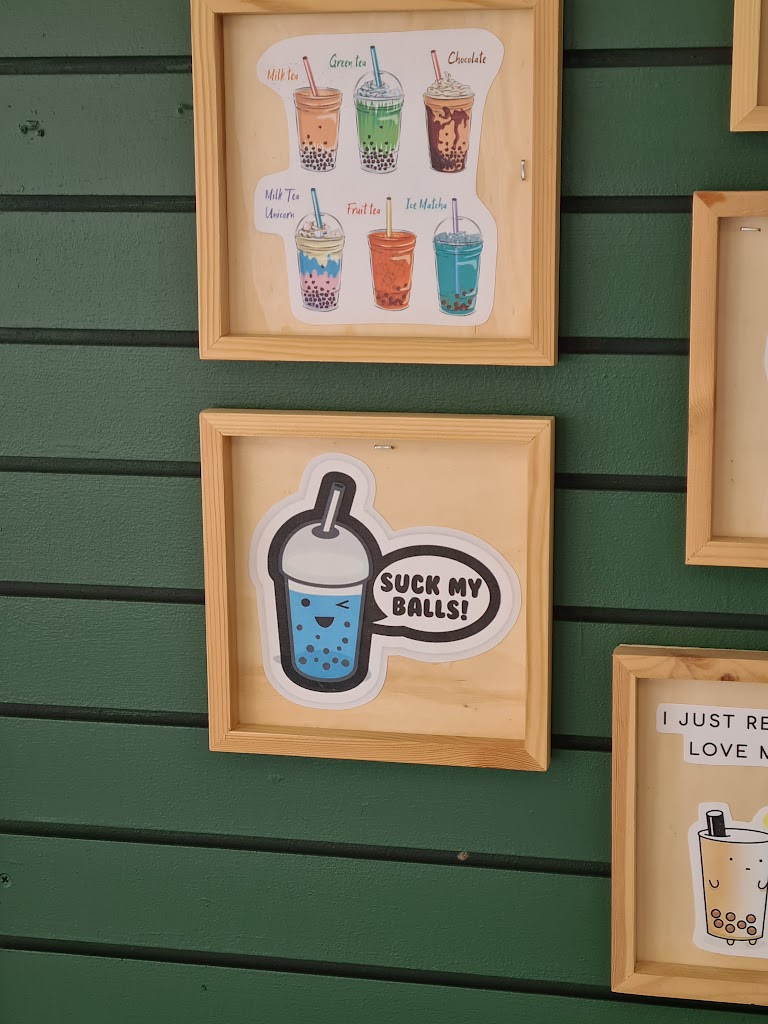 Milk tea
Green tea
Chocolate
Milk Tea
Unicorn
Fruit tea
Ice Matcha
SUCK MY
BALLS!
I JUST RE
LOVE M